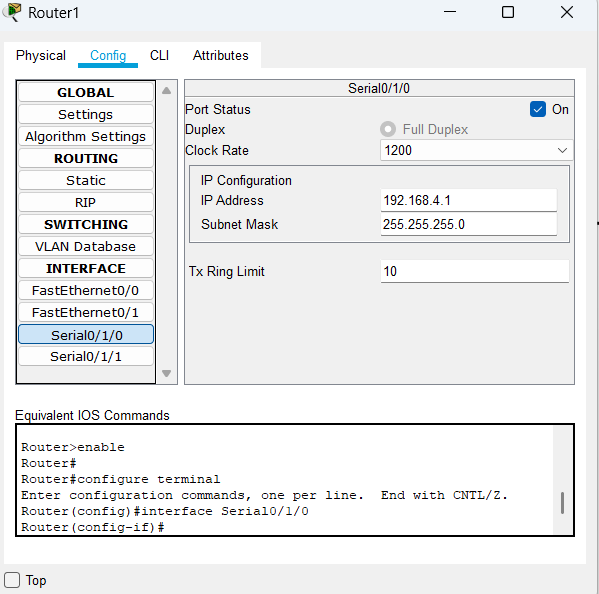 Router1
Physical Config CLI Attributes
GLOBAL
Settings
Algorithm Settings
ROUTING
Static
RIP
SWITCHING
VLAN Database
INTERFACE
FastEthernet0/0
FastEthernet0/1
Serial0/1/0
Serial0/1/1
Serial0/1/0
Port Status On
Duplex Full Duplex
Clock Rate 1200
IP Configuration
IP Address 192.168.4.1
Subnet Mask 255.255.255.0
Tx Ring Limit 10
Equivalent IOS Commands
Router>enable
Router#
Router#configure terminal
Enter configuration commands, one per line. End with CNTL/Z.
Router(config)#interface Serial0/1/0
Router(config-if)#
Top